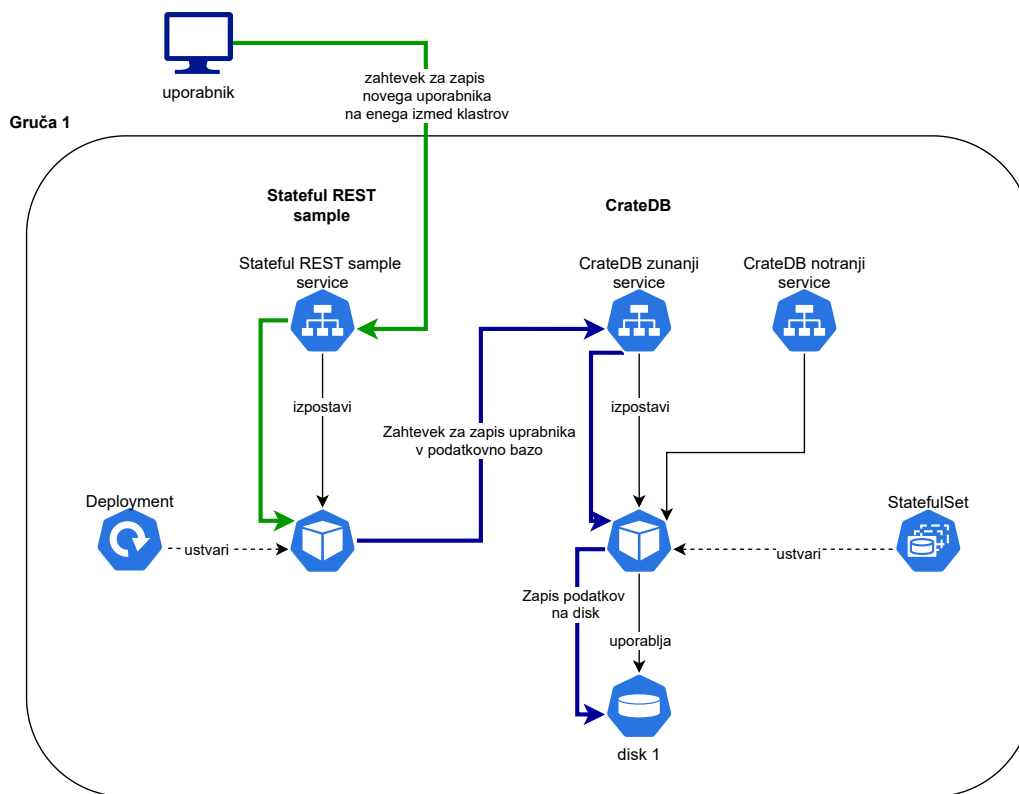 uporabnik
zahtevek za zapis
novega uporabnika
na enega izmed klastrov
Gruča 1
Stateful REST
sample
CrateDB
Stateful REST sample
service
CrateDB zunanji
service
CrateDB notranji
service
izpostavi
izpostavi
Zahtevek za zapis uprabnika
v podatkovno bazo
Deployment
ustvari
StatefulSet
ustvari
Zapis podatkov
na disk
uporablja
disk 1